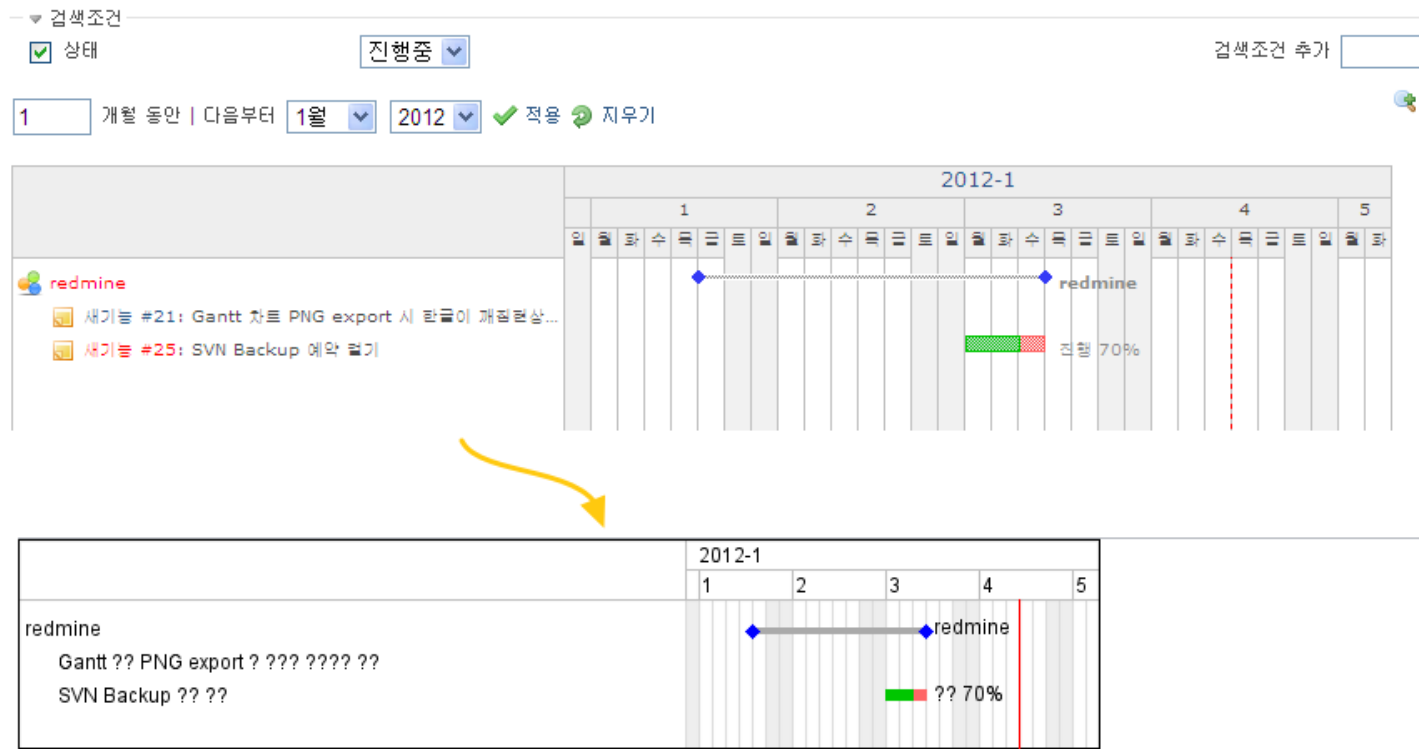 검색조건
상태 진행중 검색조건 추가
1 개월 동안 | 다음부터 1월 2012 적용 지우기
2012-1
1 2 3 4 5
일 월 화 수 목 금 토 일 월 화 수 목 금 토 일 월 화 수 목 금 토 일 월 화 수 목 금 토 일 월 화
redmine redmine
새기능 #21: Gantt 차트 PNG export 시 한글이 깨짐현상...
새기능 #25: SVN Backup 예약 걸기 진행 70%
2012-1
1 2 3 4 5
redmine redmine
Gantt ?? PNG export ? ??? ???? ??
SVN Backup ?? ?? ?? 70%